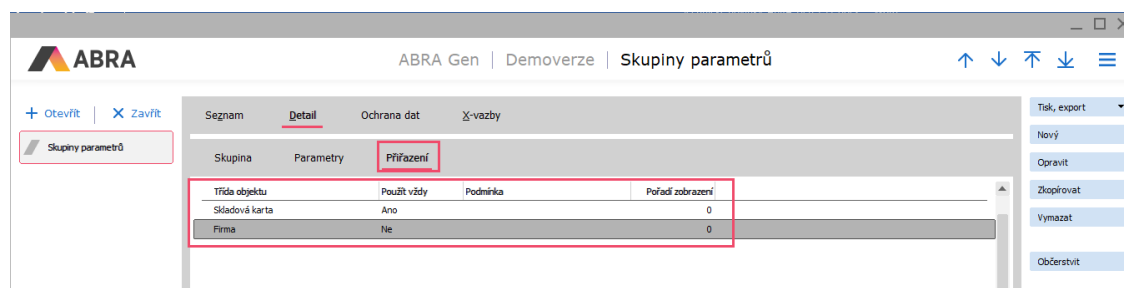 ABRA
ABRA Gen | Demoverze | Skupiny parametrů
+ Otevřít | X Zavřít
Skupiny parametrů
Seznam Detail Ochrana dat X-vazby
Skupina Parametry Přiřazení
Třída objektu Použít vždy Podmínka Pořadí zobrazení
Skladová karta Ano 0
Firma Ne 0
Tisk, export
Nový
Opravit
Zkopírovat
Vymazat
Občerstvit